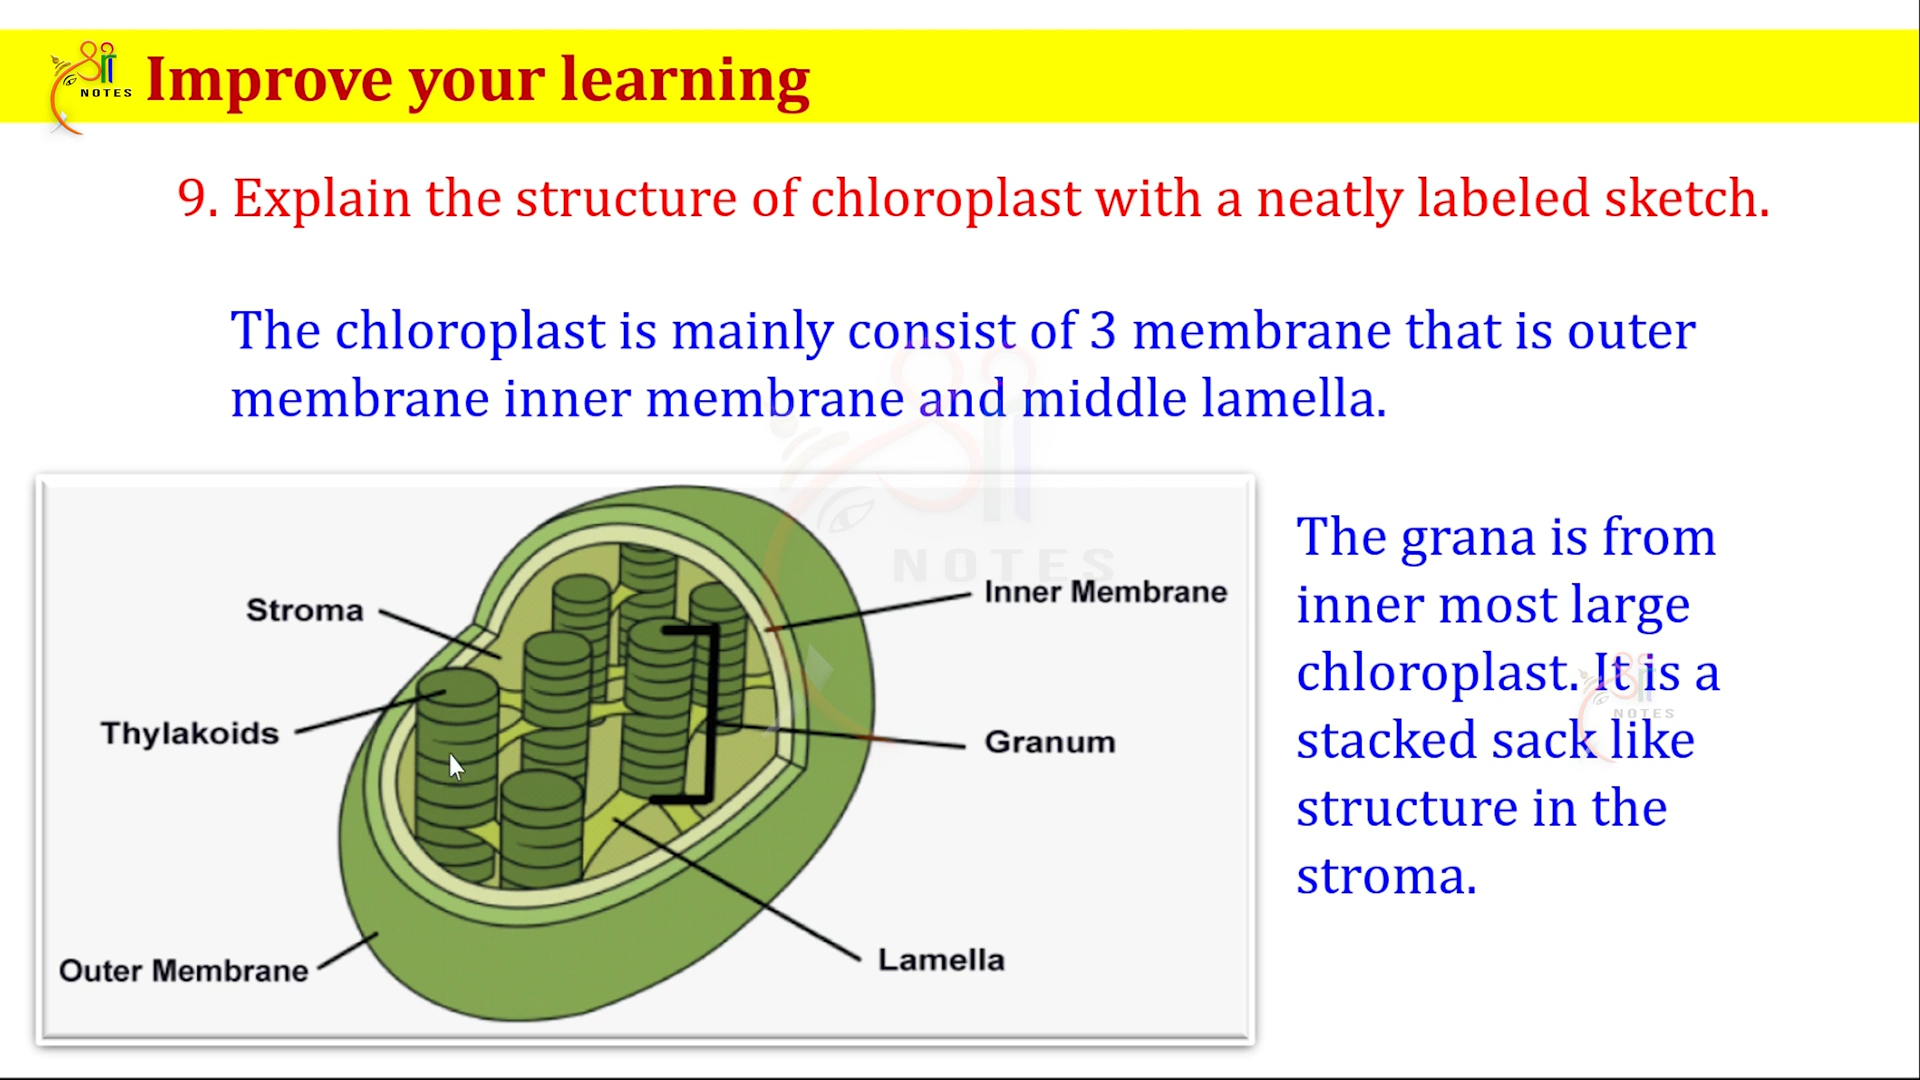 श्री
NOTES
Improve your learning
9. Explain the structure of chloroplast with a neatly labeled sketch.
The chloroplast is mainly consist of 3 membrane that is outer
membrane inner membrane and middle lamella.
NOTES
Stroma
Thylakoids
Outer Membrane
Inner Membrane
Granum
Lamella
The grana is from
inner most large
chloroplast. It is a
stacked sack like
structure in the
stroma.
NOTES